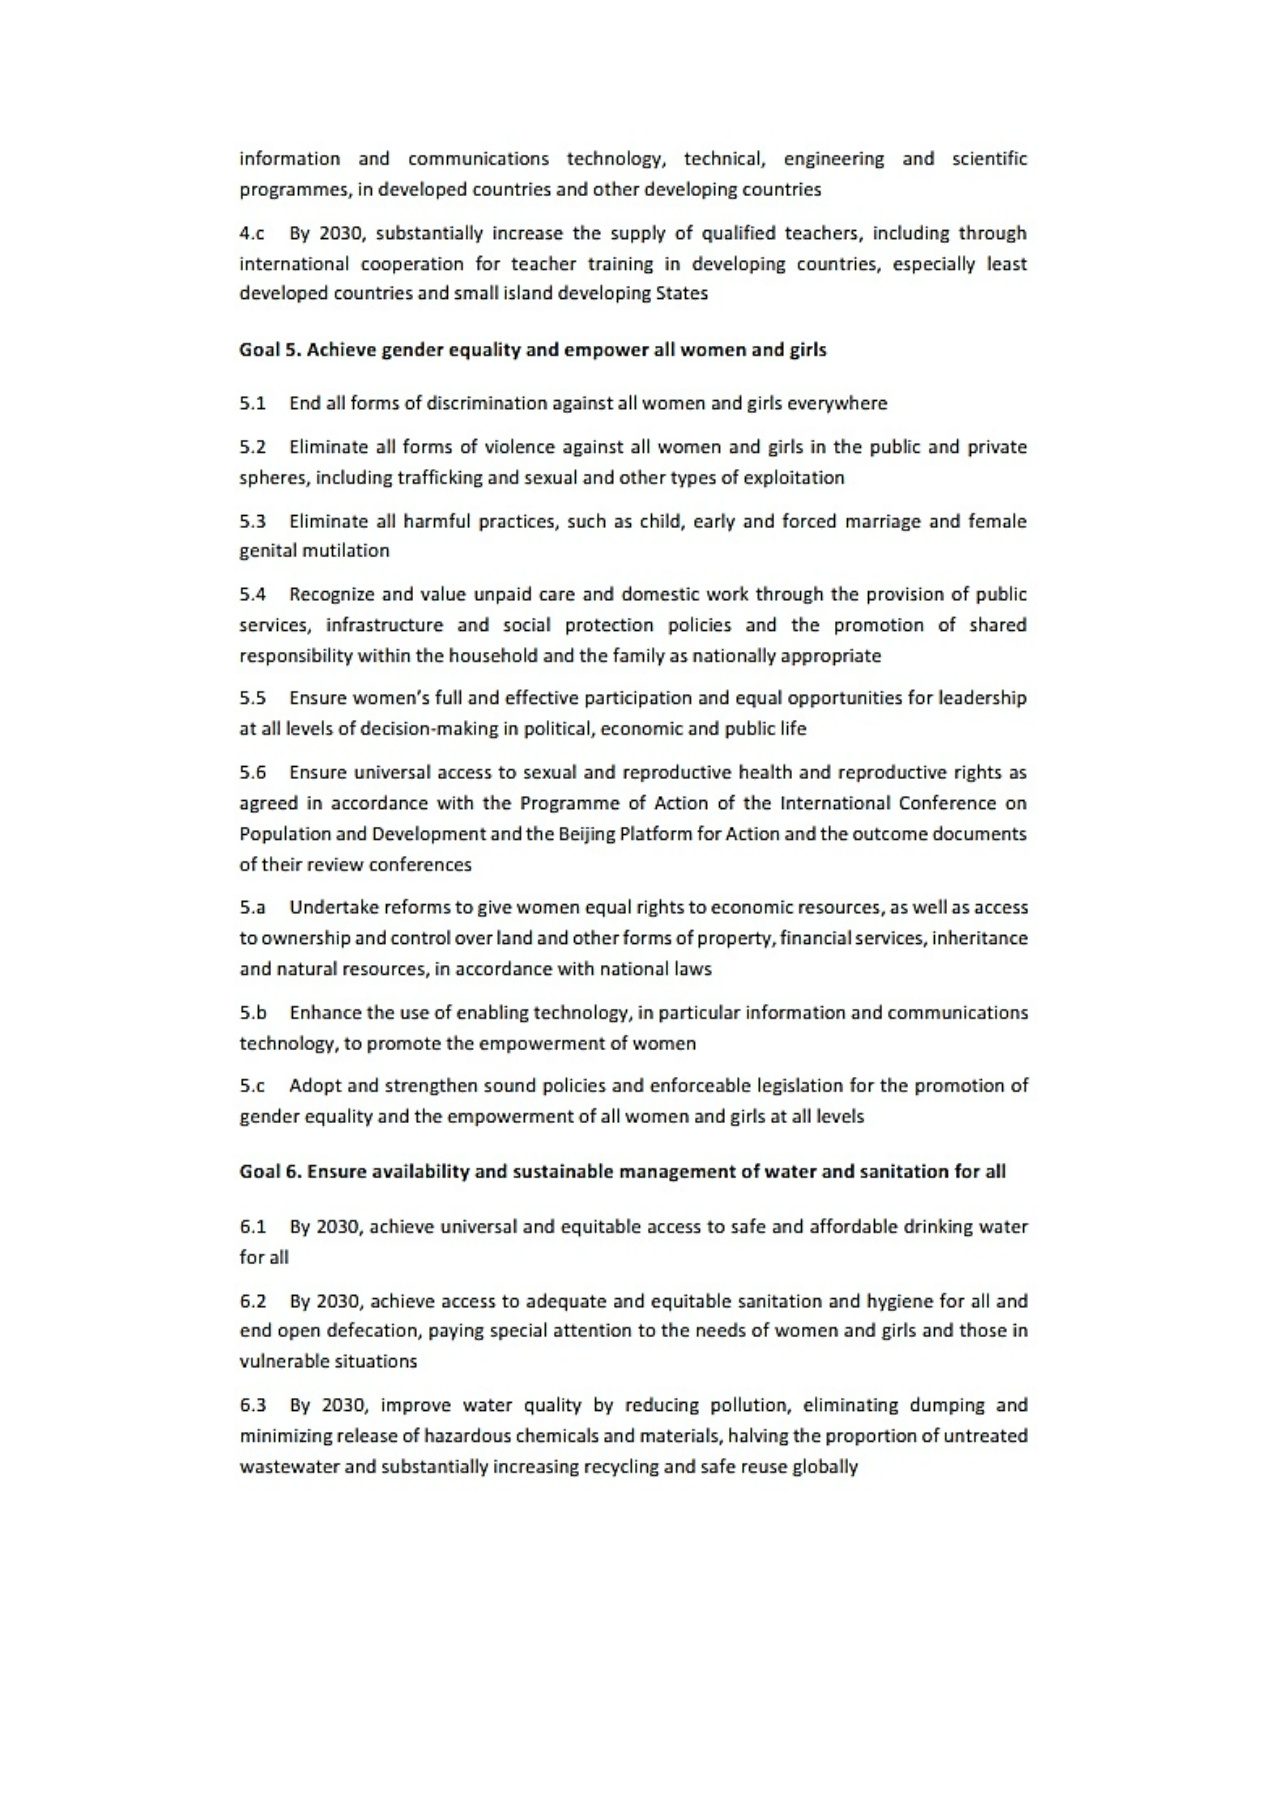 information and communications technology, technical, engineering and scientific
programmes, in developed countries and other developing countries
4.c By 2030, substantially increase the supply of qualified teachers, including through
international cooperation for teacher training in developing countries, especially least
developed countries and small island developing States
Goal 5. Achieve gender equality and empower all women and girls
5.1 End all forms of discrimination against all women and girls everywhere
5.2 Eliminate all forms of violence against all women and girls in the public and private
spheres, including trafficking and sexual and other types of exploitation
5.3 Eliminate all harmful practices, such as child, early and forced marriage and female
genital mutilation
5.4 Recognize and value unpaid care and domestic work through the provision of public
services, infrastructure and social protection policies and the promotion of shared
responsibility within the household and the family as nationally appropriate
5.5 Ensure women's full and effective participation and equal opportunities for leadership
at all levels of decision-making in political, economic and public life
5.6 Ensure universal access to sexual and reproductive health and reproductive rights as
agreed in accordance with the Programme of Action of the International Conference on
Population and Development and the Beijing Platform for Action and the outcome documents
of their review conferences
5.a Undertake reforms to give women equal rights to economic resources, as well as access
to ownership and control over land and other forms of property, financial services, inheritance
and natural resources, in accordance with national laws
5.b Enhance the use of enabling technology, in particular information and communications
technology, to promote the empowerment of women
5.c Adopt and strengthen sound policies and enforceable legislation for the promotion of
gender equality and the empowerment of all women and girls at all levels
Goal 6. Ensure availability and sustainable management of water and sanitation for all
6.1 By 2030, achieve universal and equitable access to safe and affordable drinking water
for all
6.2 By 2030, achieve access to adequate and equitable sanitation and hygiene for all and
end open defecation, paying special attention to the needs of women and girls and those in
vulnerable situations
6.3 By 2030, improve water quality by reducing pollution, eliminating dumping and
minimizing release of hazardous chemicals and materials, halving the proportion of untreated
wastewater and substantially increasing recycling and safe reuse globally